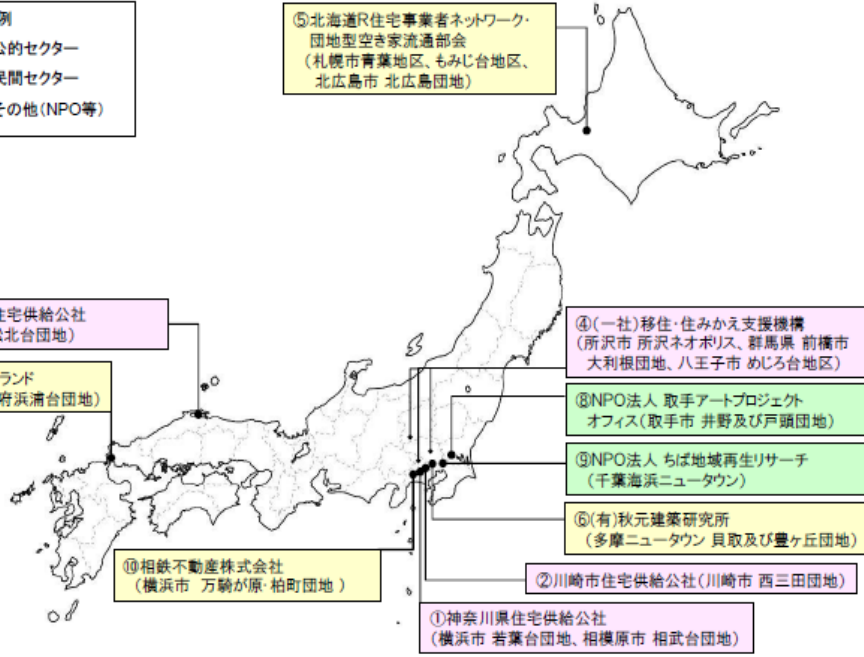 例
公的セクター
民間セクター
その他(NPO等)
⑤北海道R住宅事業者ネットワーク・
団地型空き家流通部会
(札幌市青葉地区、もみじ台地区、
北広島市 北広島団地)
住宅供給公社
松北台団地)
ランド
府浜浦台団地)
④(一社)移住・住みかえ支援機構
(所沢市 所沢ネオポリス、群馬県 前橋市
大利根団地、八王子市 めじろ台地区)
⑧NPO法人 取手アートプロジェクト
オフィス(取手市 井野及び戸頭団地)
⑨NPO法人 ちば地域再生リサーチ
(千葉海浜ニュータウン)
⑥(有)秋元建築研究所
(多摩ニュータウン 貝取及び豊ヶ丘団地)
⑩相鉄不動産株式会社
(横浜市 万騎が原・柏町団地 )
②川崎市住宅供給公社(川崎市 西三田団地)
①神奈川県住宅供給公社
(横浜市 若葉台団地、相模原市 相武台団地)